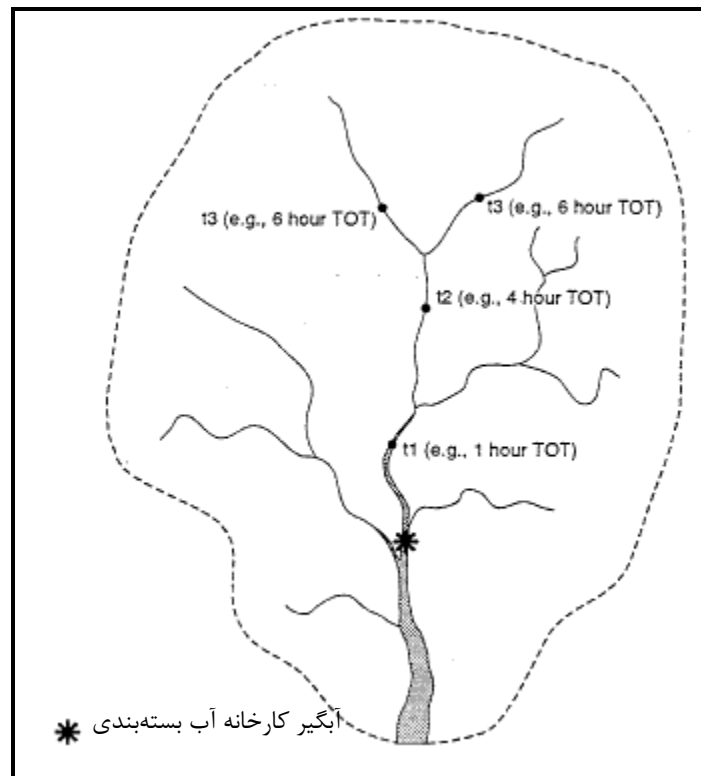 t3 (e.g., 6 hour TOT)
t3 (e.g., 6 hour TOT)
t2 (e.g., 4 hour TOT)
t1 (e.g., 1 hour TOT)
آبگیر کارخانه آب بسته‌بندی